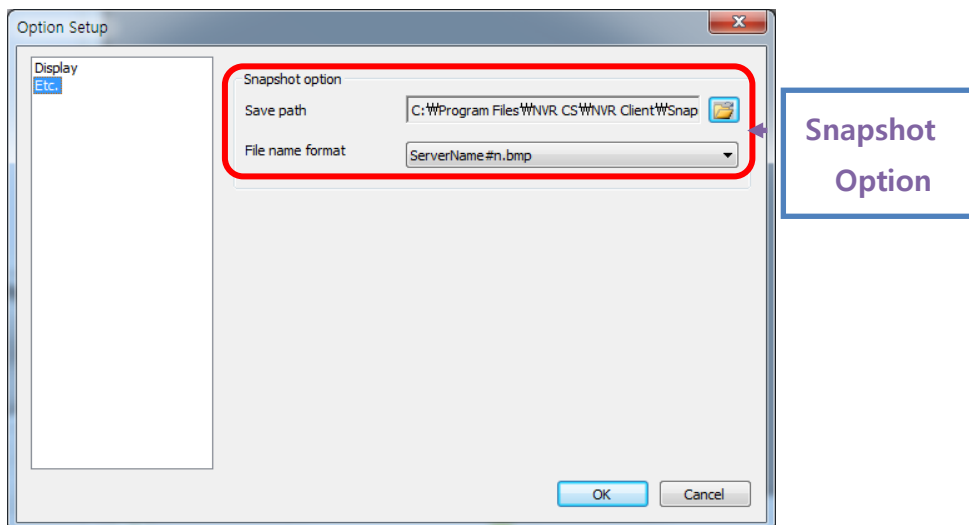 Option Setup
Display
Etc.
Snapshot option
Save path
C:₩Program Files₩NVR CS₩NVR Client₩Snap
File name format
ServerName#n.bmp
OK
Cancel
Snapshot
Option